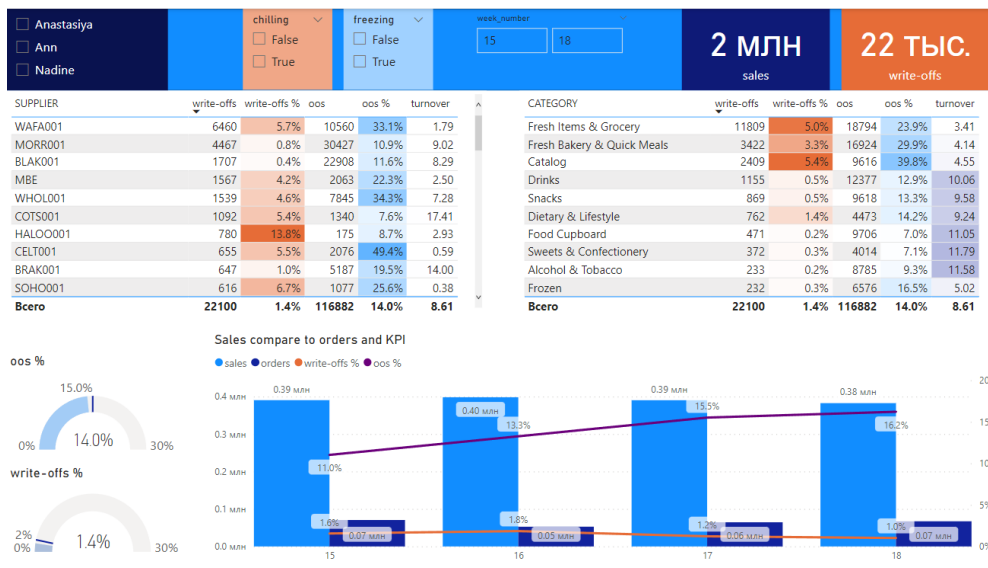 Anastasiya
Ann
Nadine
chilling
False
True
freezing
False
True
week_number
15 18
2 МЛН
sales
22 ТЫС.
write-offs
SUPPLIER write-offs write-offs % oos oos % turnover
WAFA001 6460 5.7% 10560 33.1% 1.79
MORR001 4467 0.8% 30427 10.9% 9.02
BLAK001 1707 0.4% 22908 11.6% 8.29
MBE 1567 4.2% 2063 22.3% 2.50
WHOL001 1539 4.6% 7845 34.3% 7.28
COTS001 1092 5.4% 1340 7.6% 17.41
HALOO001 780 13.8% 175 8.7% 2.93
CELT001 655 5.5% 2076 49.4% 0.59
BRAK001 647 1.0% 5187 19.5% 14.00
SOHO001 616 6.7% 1077 25.6% 0.38
Всего 22100 1.4% 116882 14.0% 8.61
CATEGORY write-offs write-offs % oos oos % turnover
Fresh Items & Grocery 11809 5.0% 18794 23.9% 3.41
Fresh Bakery & Quick Meals 3422 3.3% 16924 29.9% 4.14
Catalog 2409 5.4% 9616 39.8% 4.55
Drinks 1155 0.5% 12377 12.9% 10.06
Snacks 869 0.5% 9618 13.3% 9.58
Dietary & Lifestyle 762 1.4% 4473 14.2% 9.24
Food Cupboard 471 0.2% 9706 7.0% 11.05
Sweets & Confectionery 372 0.3% 4014 7.1% 11.79
Alcohol & Tobacco 233 0.2% 8785 9.3% 11.58
Frozen 232 0.3% 6576 16.5% 5.02
Всего 22100 1.4% 116882 14.0% 8.61
oos %
15.0%
0% 14.0% 30%
write-offs %
2%
0% 1.4% 30%
Sales compare to orders and KPI
sales orders write-offs % oos %
0.4 млн
0.3 млн
0.2 млн
0.1 млн
0.0 млн
0.39 млн
0.40 млн
0.39 млн
0.38 млн
11.0%
13.3%
15.5%
16.2%
1.6%
1.8%
1.2%
1.0%
0.07 млн
0.05 млн
0.06 млн
0.07 млн
15 16 17 18
5%
0%